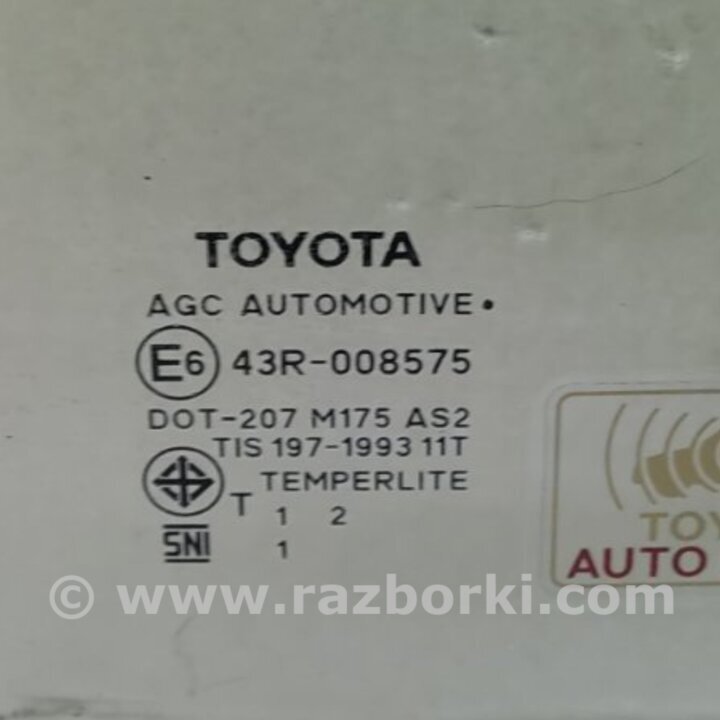 TOYOTA
AGC AUTOMOTIVE•
E6 43R-008575
DOT-207 M175 AS2
TIS 197-1993 11T
TEMPERLITE
T 1 2
SNI 1
AUTO
© www.razborki.com